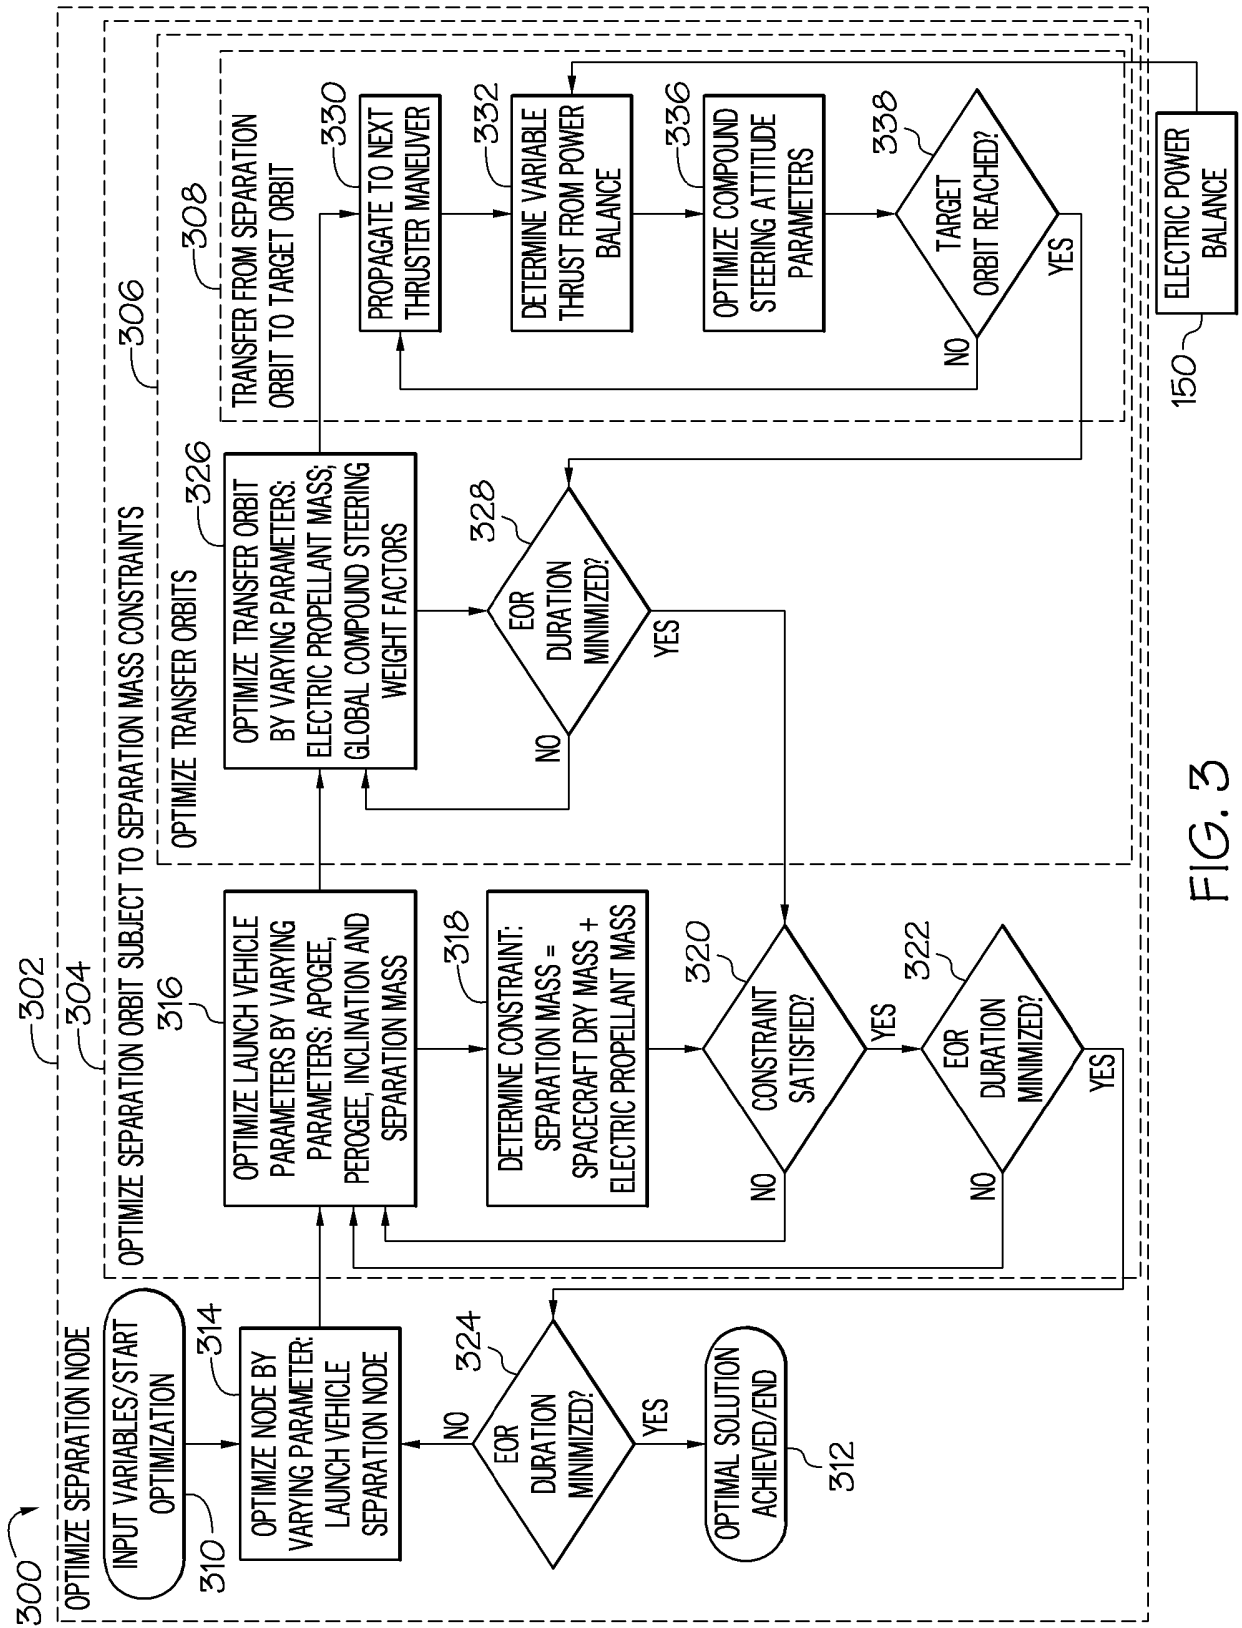 300
302
OPTIMIZE SEPARATION NODE
304
OPTIMIZE SEPARATION ORBIT SUBJECT TO SEPARATION MASS CONSTRAINTS
306
OPTIMIZE TRANSFER ORBITS
308
TRANSFER FROM SEPARATION
ORBIT TO TARGET ORBIT
INPUT VARIABLES/START
OPTIMIZATION
310
314
OPTIMIZE NODE BY
VARYING PARAMETER:
LAUNCH VEHICLE
SEPARATION NODE
NO
324
EOR
DURATION
MINIMIZED?
YES
OPTIMAL SOLUTION
ACHIEVED/END
312
316
OPTIMIZE LAUNCH VEHICLE
PARAMETERS BY VARYING
PARAMETERS: APOGEE,
PEROGEE, INCLINATION AND
SEPARATION MASS
318
DETERMINE CONSTRAINT:
SEPARATION MASS =
SPACECRAFT DRY MASS +
ELECTRIC PROPELLANT MASS
320
CONSTRAINT
SATISFIED?
NO
YES
322
EOR
DURATION
MINIMIZED?
NO
YES
326
OPTIMIZE TRANSFER ORBIT
BY VARYING PARAMETERS:
ELECTRIC PROPELLANT MASS;
GLOBAL COMPOUND STEERING
WEIGHT FACTORS
328
EOR
DURATION
MINIMIZED?
NO
YES
330
PROPAGATE TO NEXT
THRUSTER MANEUVER
332
DETERMINE VARIABLE
THRUST FROM POWER
BALANCE
336
OPTIMIZE COMPOUND
STEERING ATTITUDE
PARAMETERS
338
TARGET
ORBIT REACHED?
NO
YES
ELECTRIC POWER
BALANCE
150
FIG. 3